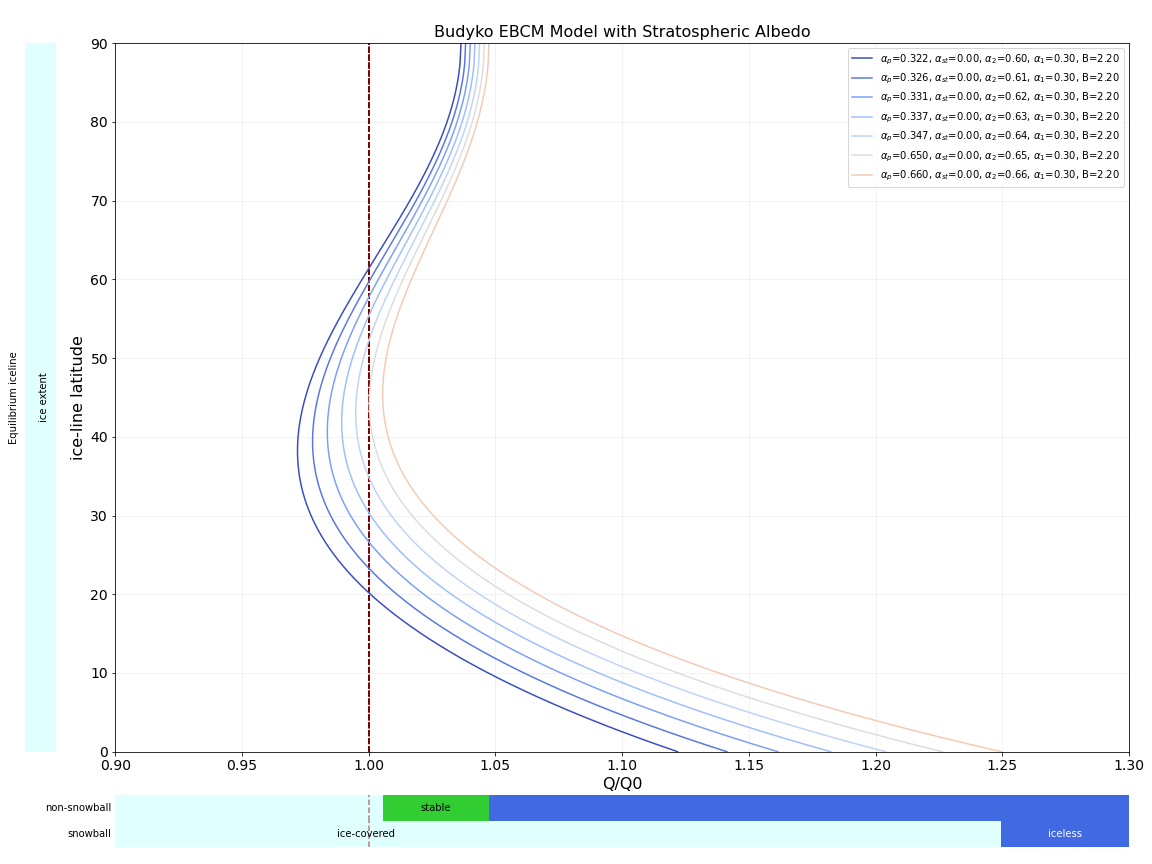 Budyko EBCM Model with Stratospheric Albedo
αp=0.322, αst=0.00, α2=0.60, α1=0.30, B=2.20
αp=0.326, αst=0.00, α2=0.61, α1=0.30, B=2.20
αp=0.331, αst=0.00, α2=0.62, α1=0.30, B=2.20
αp=0.337, αst=0.00, α2=0.63, α1=0.30, B=2.20
αp=0.347, αst=0.00, α2=0.64, α1=0.30, B=2.20
αp=0.650, αst=0.00, α2=0.65, α1=0.30, B=2.20
αp=0.660, αst=0.00, α2=0.66, α1=0.30, B=2.20
Equilibrium iceline
ice extent
ice-line latitude
90
80
70
60
50
40
30
20
10
0
0.90 0.95 1.00 1.05 1.10 1.15 1.20 1.25 1.30
Q/Q0
non-snowball stable
snowball ice-covered iceless